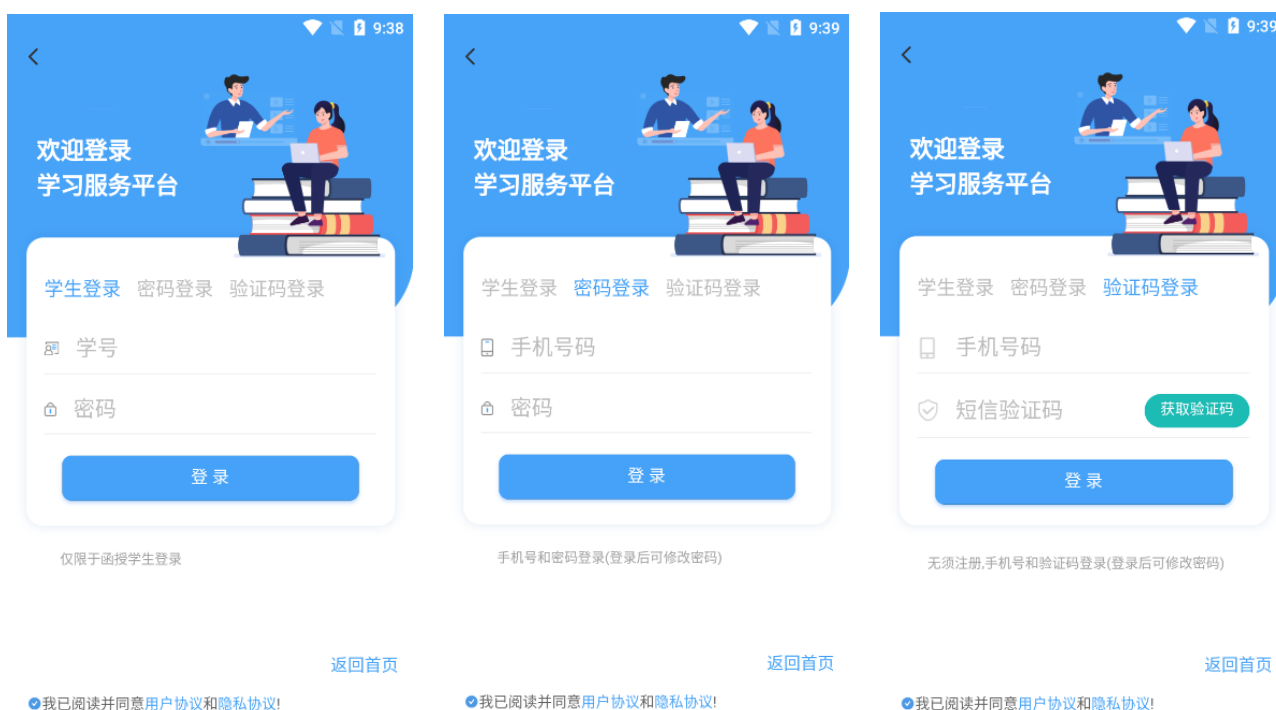 9:38
欢迎登录
学习服务平台
学生登录 密码登录 验证码登录
学号
密码
登录
仅限于函授学生登录
返回首页
我已阅读并同意用户协议和隐私协议!
9:39
欢迎登录
学习服务平台
学生登录 密码登录 验证码登录
手机号码
密码
登录
手机号和密码登录(登录后可修改密码)
返回首页
我已阅读并同意用户协议和隐私协议!
9:39
欢迎登录
学习服务平台
学生登录 密码登录 验证码登录
手机号码
短信验证码 获取验证码
登录
无须注册,手机号和验证码登录(登录后可修改密码)
返回首页
我已阅读并同意用户协议和隐私协议!